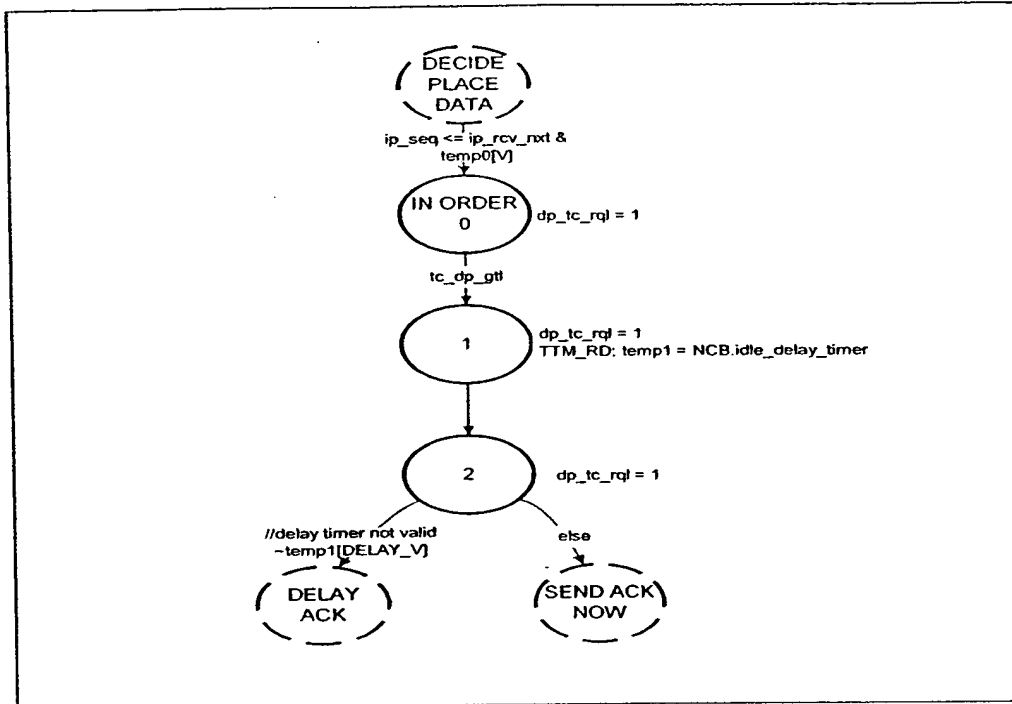 DECIDE
PLACE
DATA
ip_seq <= ip_rcv_nxt &
temp0[V]
IN ORDER
0
dp_tc_rql = 1
tc_dp_gtl
1
dp_tc_rql = 1
TTM_RD; temp1 = NCB.idle_delay_timer
2
dp_tc_rql = 1
//delay timer not valid
~temp1[DELAY_V]
else
DELAY
ACK
SEND ACK
NOW